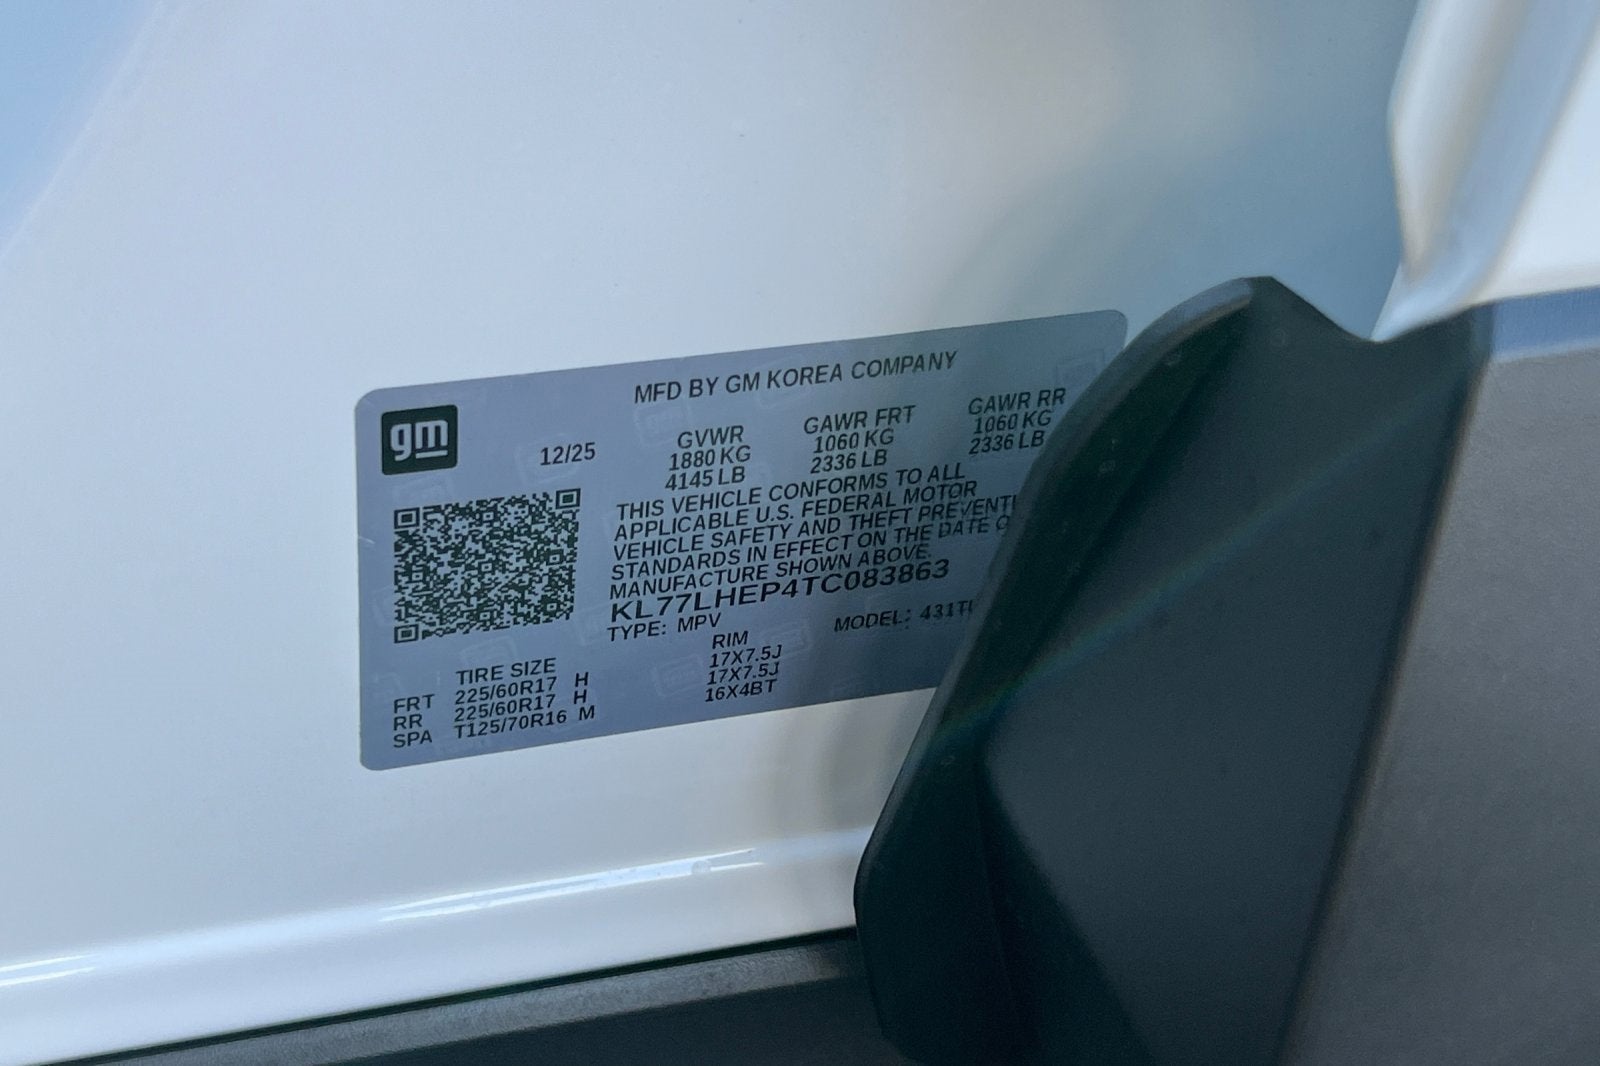 MFD BY GM KOREA COMPANY
gm
12/25
GVWR GAWR FRT GAWR RR
1880 KG 1060 KG 1060 KG
4145 LB 2336 LB 2336 LB
THIS VEHICLE CONFORMS TO ALL
APPLICABLE U.S. FEDERAL MOTOR
VEHICLE SAFETY AND THEFT
STANDARDS IN EFFECT ON THE DATE
MANUFACTURE SHOWN ABOVE.
KL77LHEP4TC083863
TYPE: MPV MODEL:
TIRE SIZE RIM
FRT 225/60R17 H 17X7.5J
RR 225/60R17 H 17X7.5J
SPA T125/70R16 M 16X4BT